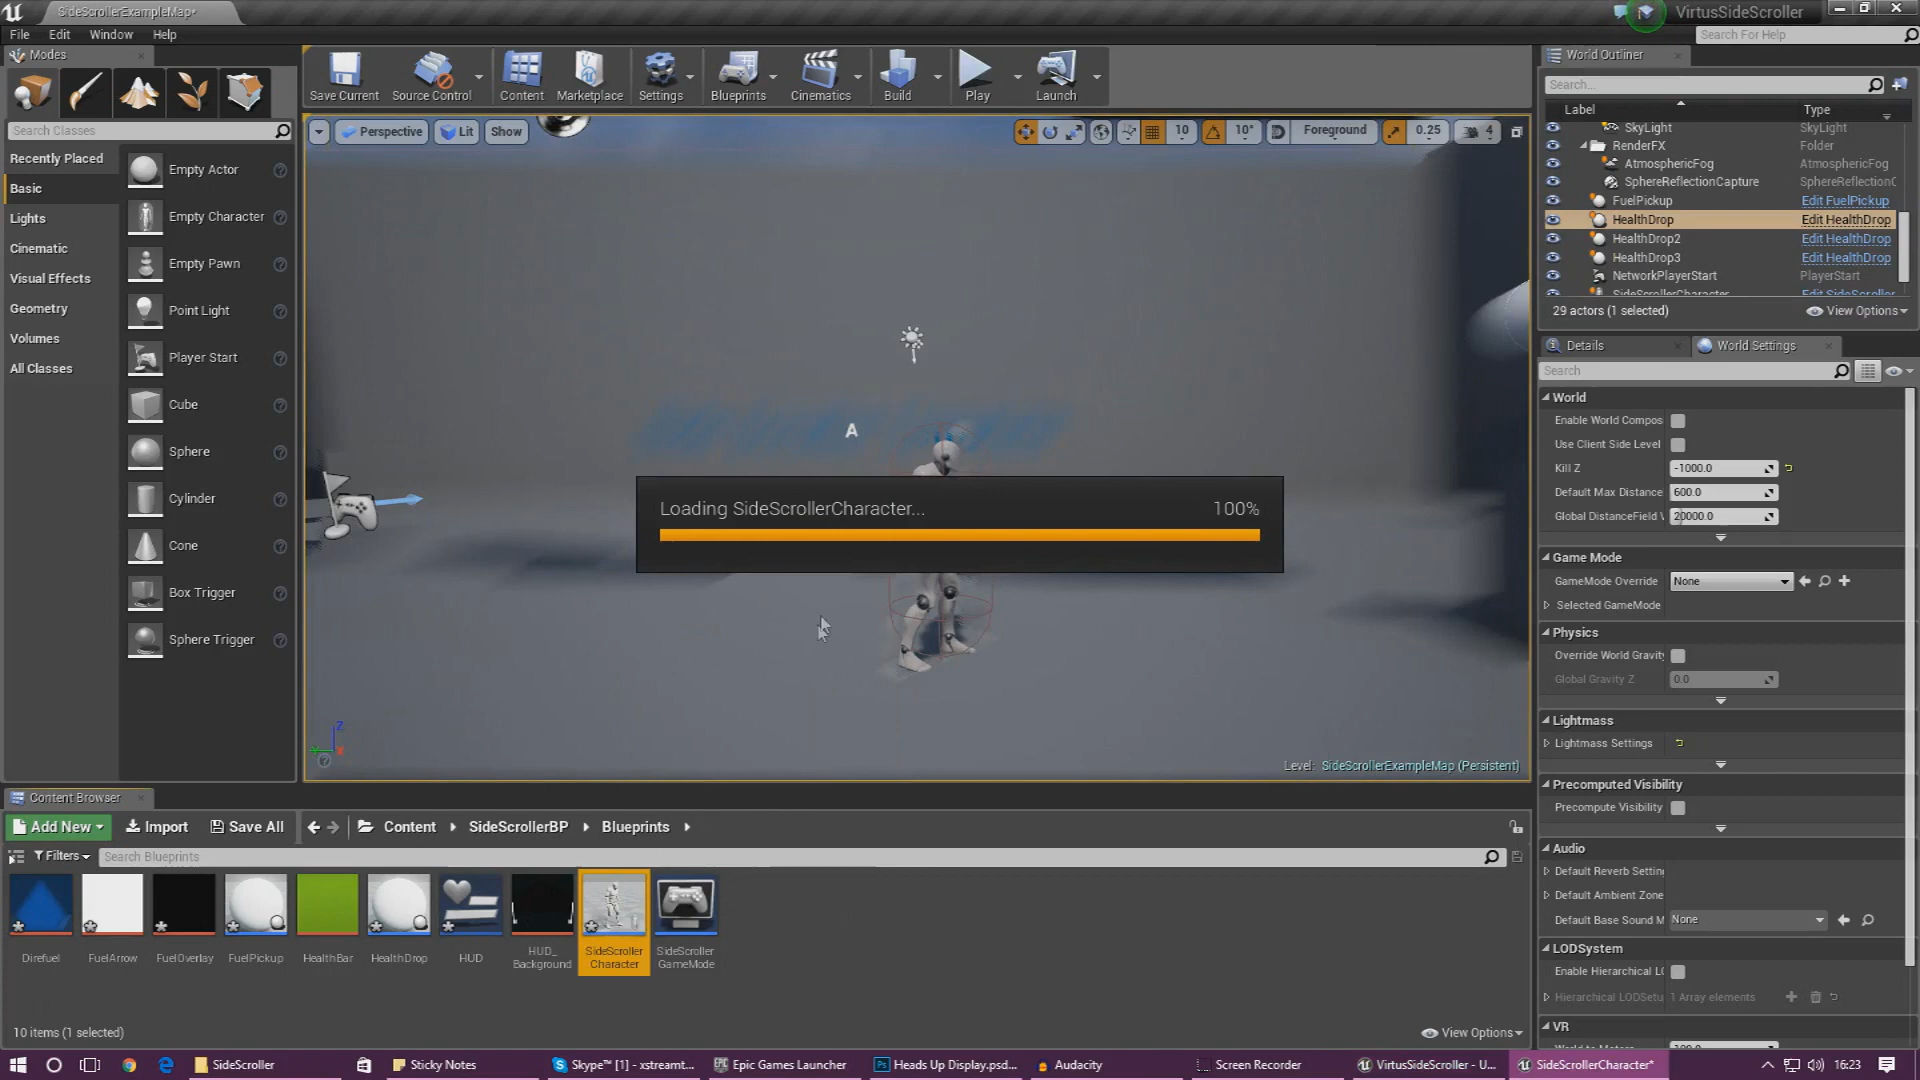 SideScrollerExampleMap*
VirtusSideScroller
File Edit Window Help
Search For Help
Modes
Save Current
Source Control
Content
Marketplace
Settings
Blueprints
Cinematics
Build
Play
Launch
World Outliner
Search...
Label Type
SkyLight SkyLight
RenderFX Folder
AtmosphericFog AtmosphericFog
SphereReflectionCapture SphereReflectionC
FuelPickup Edit FuelPickup
HealthDrop Edit HealthDrop
HealthDrop2 Edit HealthDrop
HealthDrop3 Edit HealthDrop
NetworkPlayerStart PlayerStart
SideScrollerCharacter Edit SideScroller
29 actors (1 selected) View Options
Search Classes
Recently Placed
Basic
Lights
Cinematic
Visual Effects
Geometry
Volumes
All Classes
Empty Actor
Empty Character
Empty Pawn
Point Light
Player Start
Cube
Sphere
Cylinder
Cone
Box Trigger
Sphere Trigger
Perspective Lit Show
10 10° Foreground 0.25 4
A
Loading SideScrollerCharacter... 100%
Z
X
Level: SideScrollerExampleMap (Persistent)
Details World Settings
Search
World
Enable World Compos
Use Client Side Level
Kill Z -1000.0
Default Max Distance 600.0
Global DistanceField V 20000.0
Game Mode
GameMode Override None
Selected GameMode
Physics
Override World Gravity
Global Gravity Z 0.0
Lightmass
Lightmass Settings
Precomputed Visibility
Precompute Visibility
Audio
Default Reverb Setting
Default Ambient Zone
Default Base Sound M None
LODSystem
Enable Hierarchical LO
Hierarchical LODSetu 1 Array elements
VR
World to Meters 100.0
Content Browser
Add New Import Save All Content SideScrollerBP Blueprints
Filters Search Blueprints
Direfuel
FuelArrow
FuelOverlay
FuelPickup
HealthBar
HealthDrop
HUD
HUD_
Background
SideScroller
Character
SideScroller
GameMode
10 items (1 selected) View Options
SideScroller
Sticky Notes
Skype™ [1] - xstreamt...
Epic Games Launcher
Heads Up Display.psd...
Audacity
Screen Recorder
VirtusSideScroller - U...
SideScrollerCharacter*
16:23